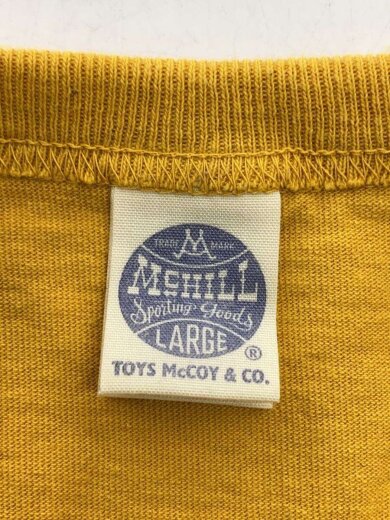 TRADE M MARK
McHILL
Sporting Goods
LARGE
®
TOYS McCOY & CO.